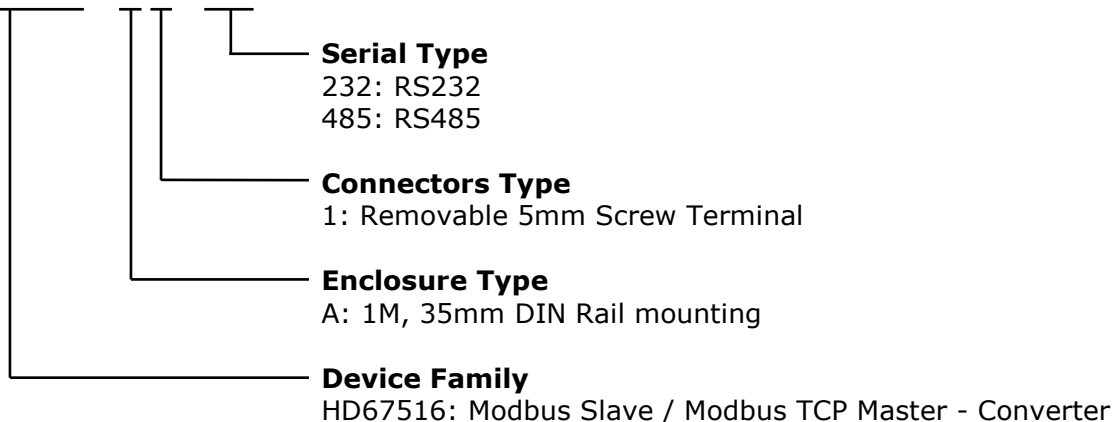 Serial Type
232: RS232
485: RS485
Connectors Type
1: Removable 5mm Screw Terminal
Enclosure Type
A: 1M, 35mm DIN Rail mounting
Device Family
HD67516: Modbus Slave / Modbus TCP Master - Converter